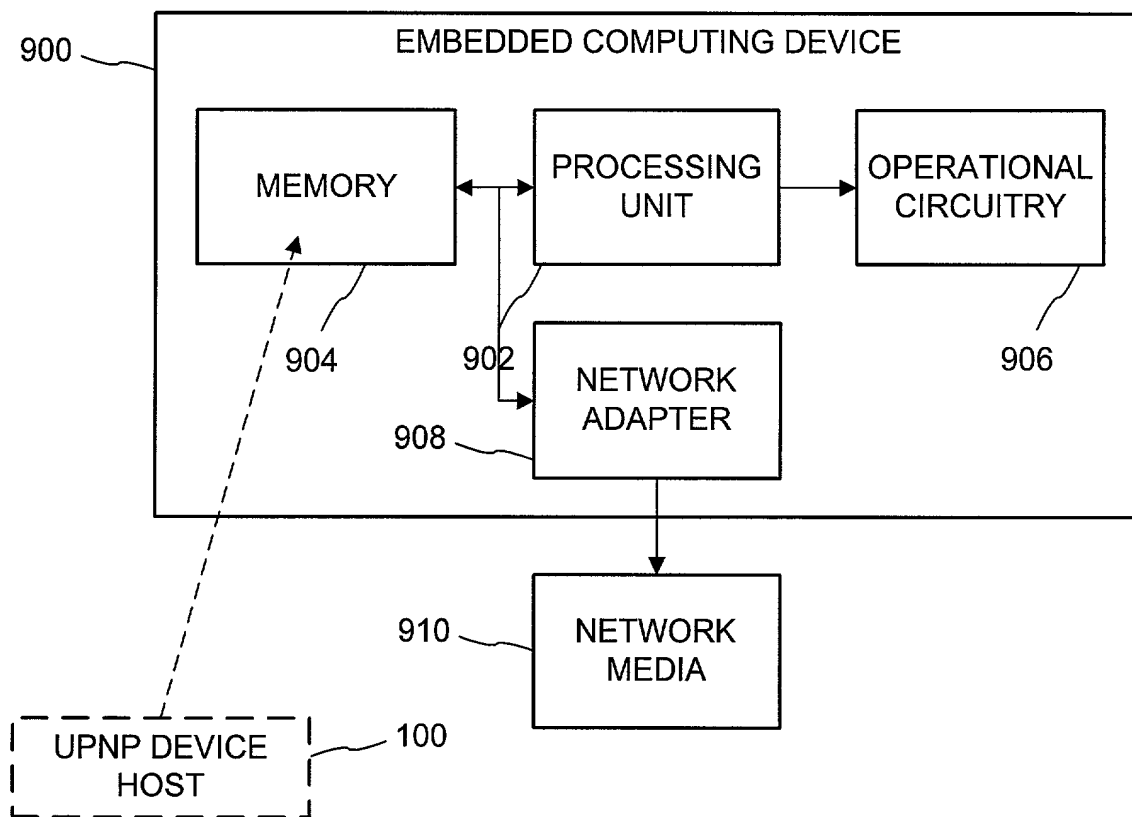 900
EMBEDDED COMPUTING DEVICE
MEMORY
PROCESSING
UNIT
OPERATIONAL
CIRCUITRY
904
902
906
NETWORK
ADAPTER
908
910
NETWORK
MEDIA
UPNP DEVICE
HOST
100